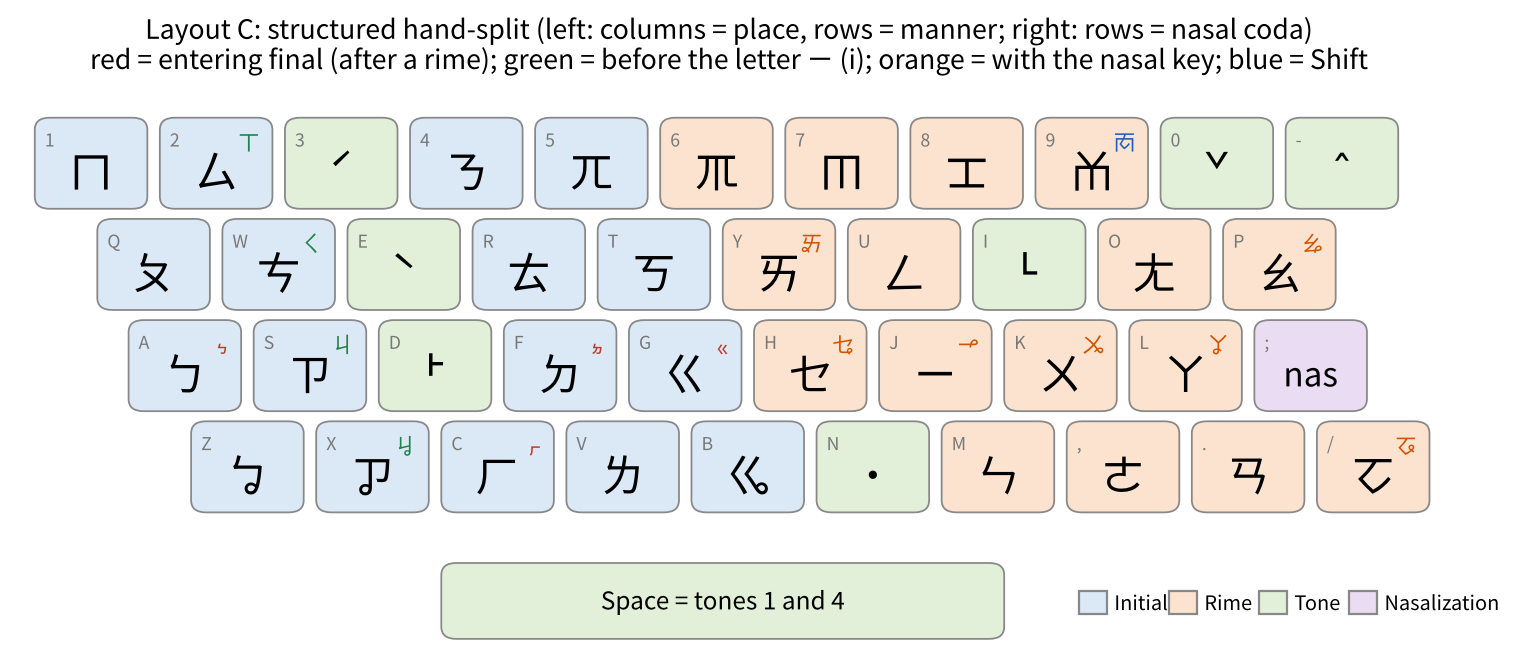 Layout C: structured hand-split (left: columns = place, rows = manner; right: rows = nasal coda)
red = entering final (after a rime); green = before the letter ㄧ (i); orange = with the nasal key; blue = Shift
1 ㄇ 2 ㄙ ㄒ 3 ˊ 4 ㄋ 5 ㄫ 6 ㆭ 7 ㆬ 8 ㆲ 9 ㆰ ㆱ 0 ˇ - ˆ
Q ㄆ W ㄘ ㄑ E ˋ R ㄊ T ㄎ Y ㄞ ㆮ U ㄥ I ˪ O ㄤ P ㄠ ㆯ
A ㄅ ㆴ S ㄗ ㄐ D ˫ F ㄉ ㆵ G ㄍ ㆻ H ㆤ ㆥ J ㄧ ㆪ K ㄨ ㆫ L ㄚ ㆩ ; nas
Z ㆠ X ㆡ ㆢ C ㄏ ㆷ V ㄌ B ㆣ N ˙ M ㄣ , ㄜ . ㄢ / ㆦ ㆧ
Space = tones 1 and 4
Initial Rime Tone Nasalization